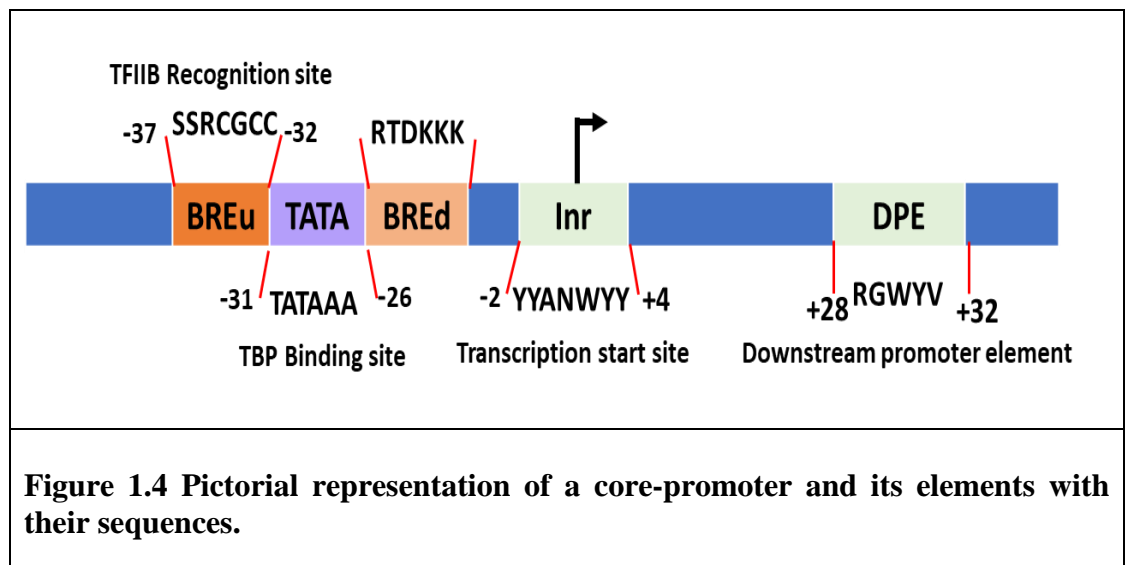 TFIIB Recognition site
-37 SSRCGCC -32 RTDKKK
BREu TATA BREd Inr DPE
-31 TATAAA -26 -2 YYANWYY +4 +28 RGWYV +32
TBP Binding site Transcription start site Downstream promoter element
Figure 1.4 Pictorial representation of a core-promoter and its elements with
their sequences.